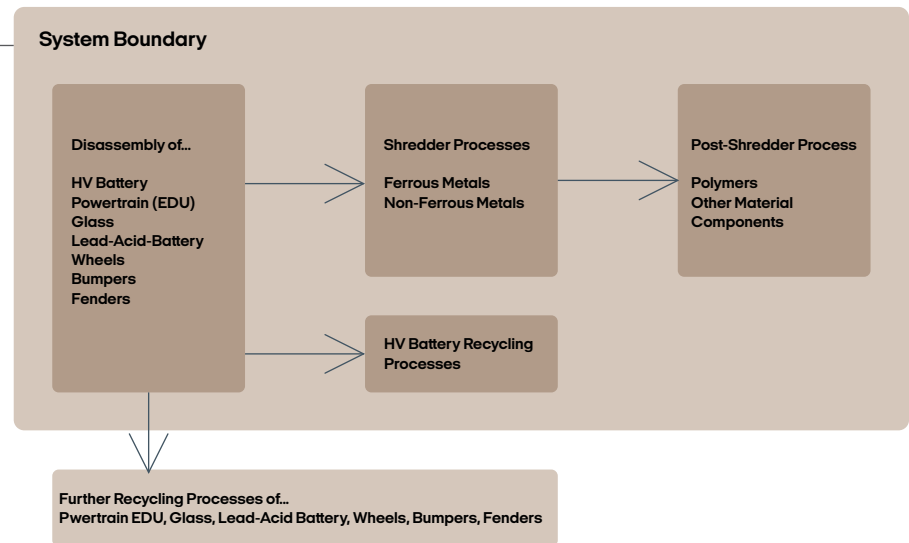 System Boundary
Disassembly of...
HV Battery
Powertrain (EDU)
Glass
Lead-Acid-Battery
Wheels
Bumpers
Fenders
Shredder Processes
Ferrous Metals
Non-Ferrous Metals
Post-Shredder Process
Polymers
Other Material
Components
HV Battery Recycling
Processes
Further Recycling Processes of...
Pwertrain EDU, Glass, Lead-Acid Battery, Wheels, Bumpers, Fenders